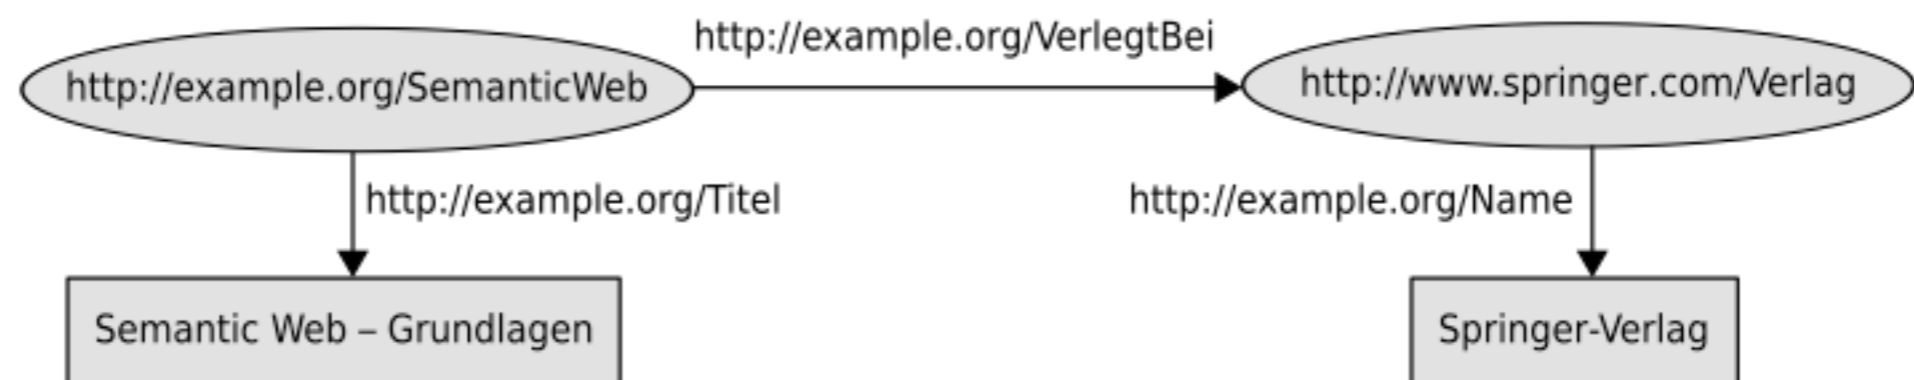 http://example.org/VerlegtBei
http://example.org/SemanticWeb
http://www.springer.com/Verlag
http://example.org/Titel
http://example.org/Name
Semantic Web – Grundlagen
Springer-Verlag